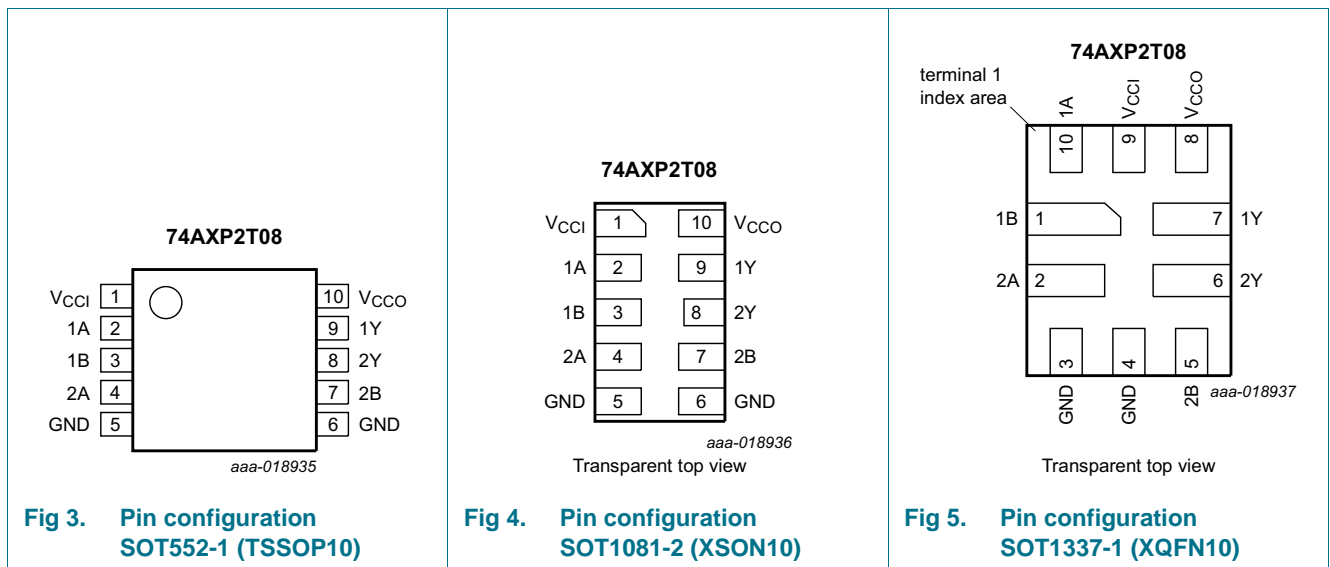 74AXP2T08
VCCI 1 10 VCCO
1A 2 9 1Y
1B 3 8 2Y
2A 4 7 2B
GND 5 6 GND
aaa-018935
Fig 3. Pin configuration
SOT552-1 (TSSOP10)
74AXP2T08
VCCI 1 10 VCCO
1A 2 9 1Y
1B 3 8 2Y
2A 4 7 2B
GND 5 6 GND
aaa-018936
Transparent top view
Fig 4. Pin configuration
SOT1081-2 (XSON10)
74AXP2T08
terminal 1
index area
1A VCCI VCCO
10 9 8
1B 1 7 1Y
2A 2 6 2Y
3 4 5
GND GND 2B
aaa-018937
Transparent top view
Fig 5. Pin configuration
SOT1337-1 (XQFN10)